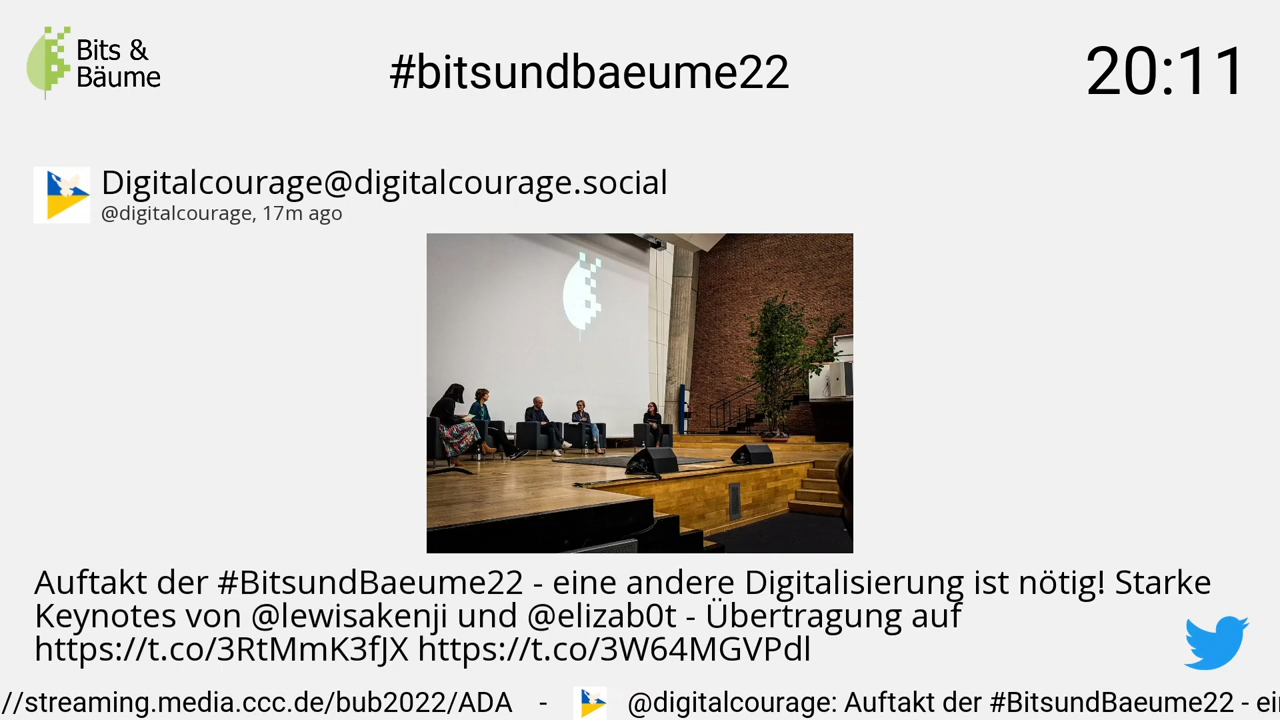 Bits &
Bäume
#bitsundbaeume22
20:11
Digitalcourage@digitalcourage.social
@digitalcourage, 17m ago
Auftakt der #BitsundBaeume22 - eine andere Digitalisierung ist nötig! Starke
Keynotes von @lewisakenji und @elizab0t - Übertragung auf
https://t.co/3RtMmK3fJX https://t.co/3W64MGVPdl
//streaming.media.ccc.de/bub2022/ADA - @digitalcourage: Auftakt der #BitsundBaeume22 - ei